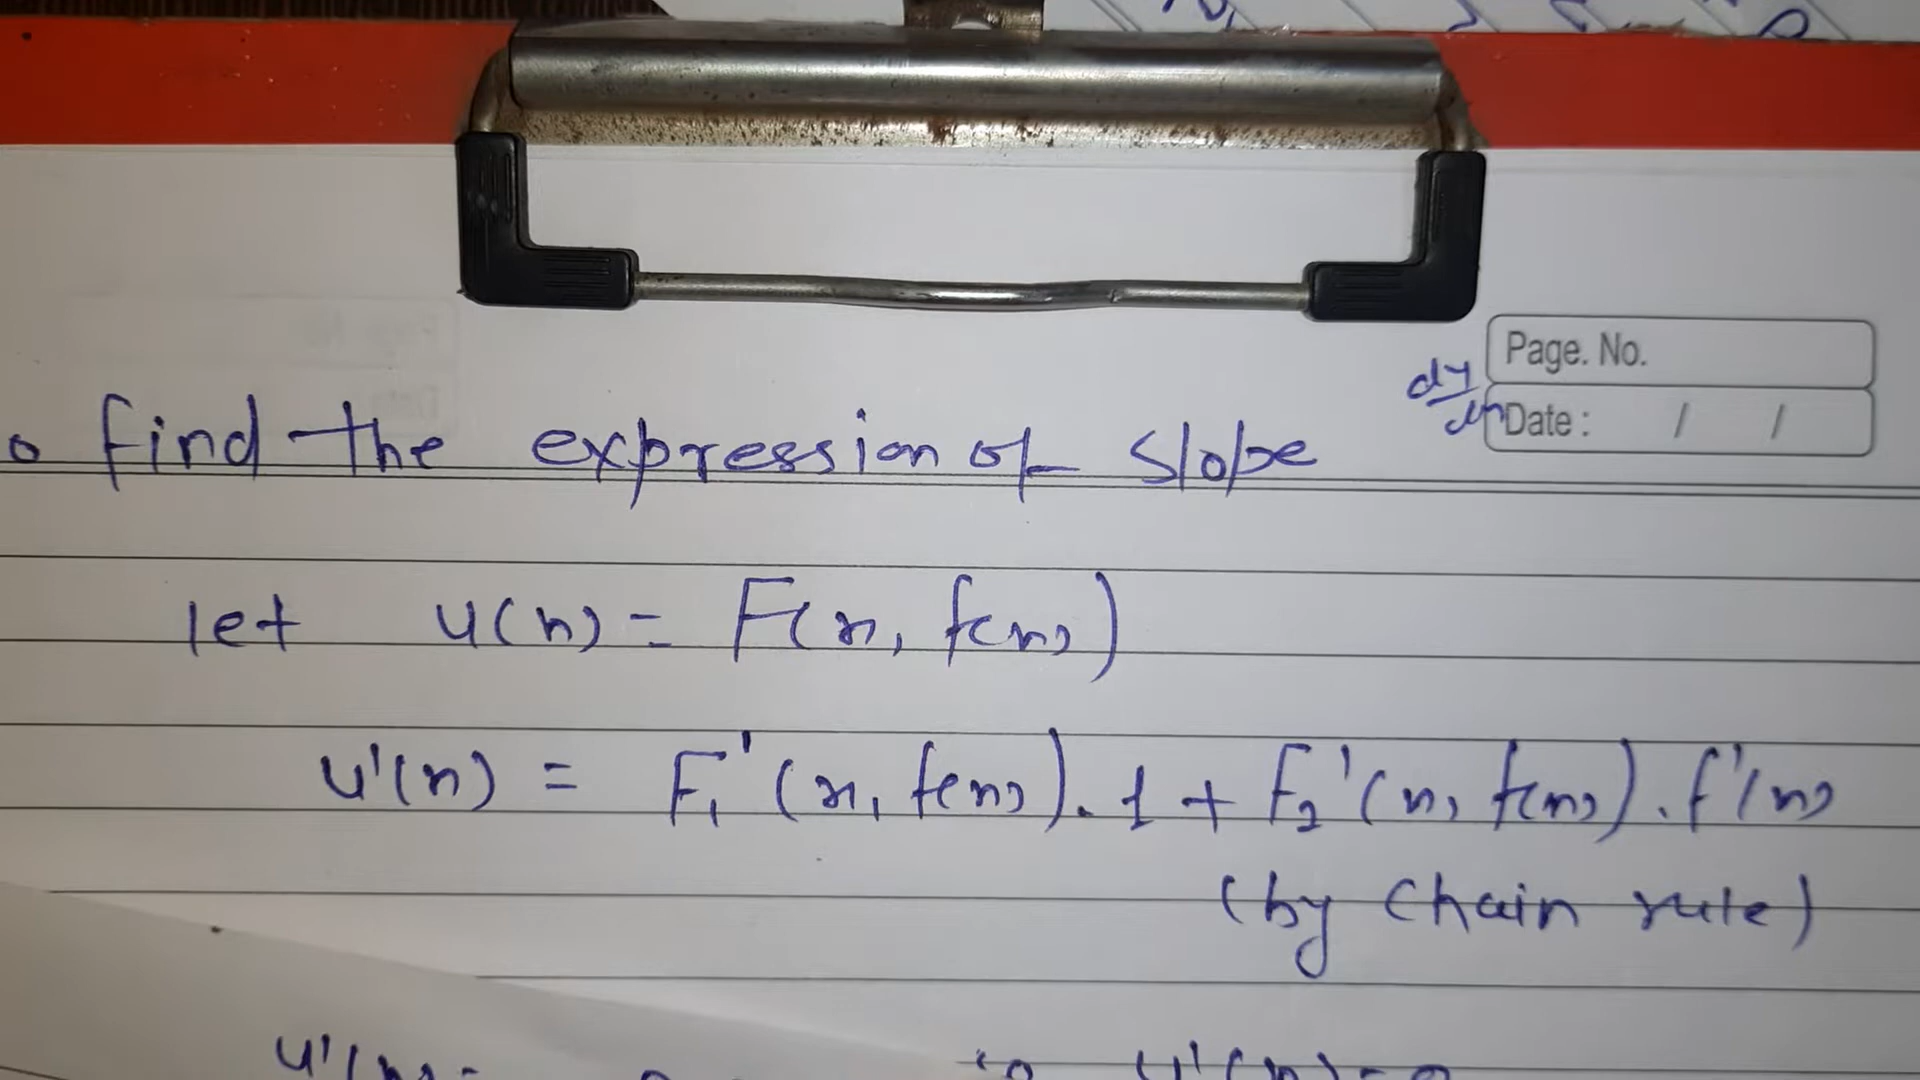 Page. No.
dy/dx Date : / /
o find the expression of slope
let u(x) = F(x, f(x))
u'(x) = F₁'(x, f(x)).1 + F₂'(x, f(x)).f'(x)
(by chain rule)